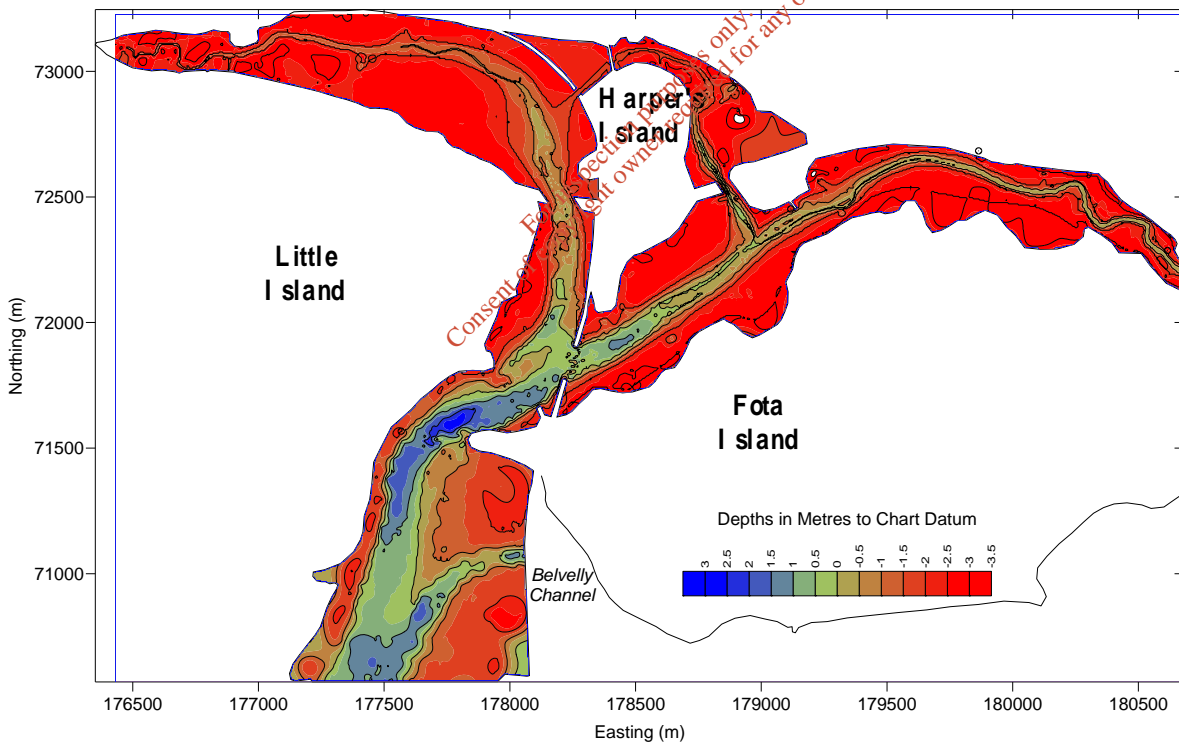 For inspection purposes only.
Consent of copyright owner required for any o
Harper's
Island
Little
Island
Fota
Island
Belvelly
Channel
Depths in Metres to Chart Datum
3 2.5 2 1.5 1 0.5 0 -0.5 -1 -1.5 -2 -2.5 -3 -3.5
Northing (m)
73000
72500
72000
71500
71000
176500 177000 177500 178000 178500 179000 179500 180000 180500
Easting (m)